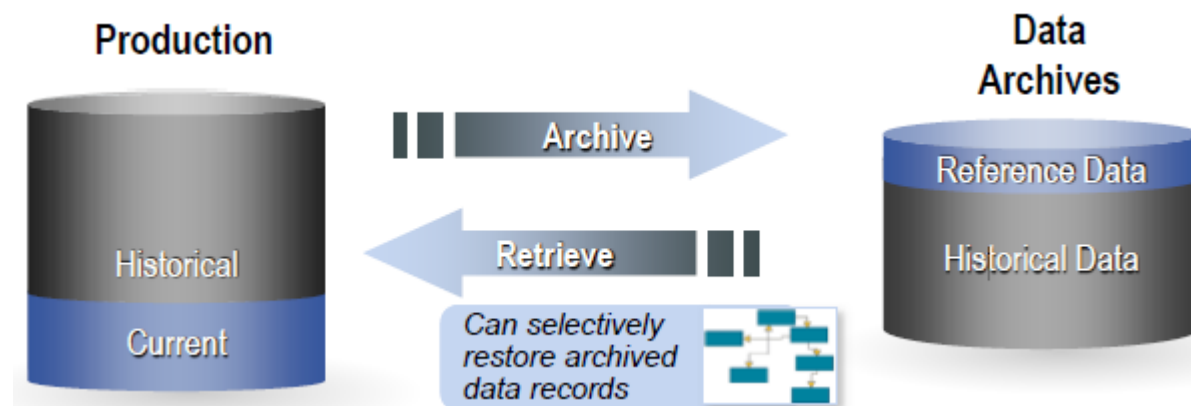 Production
Historical
Current
Archive
Retrieve
Can selectively
restore archived
data records
Data
Archives
Reference Data
Historical Data